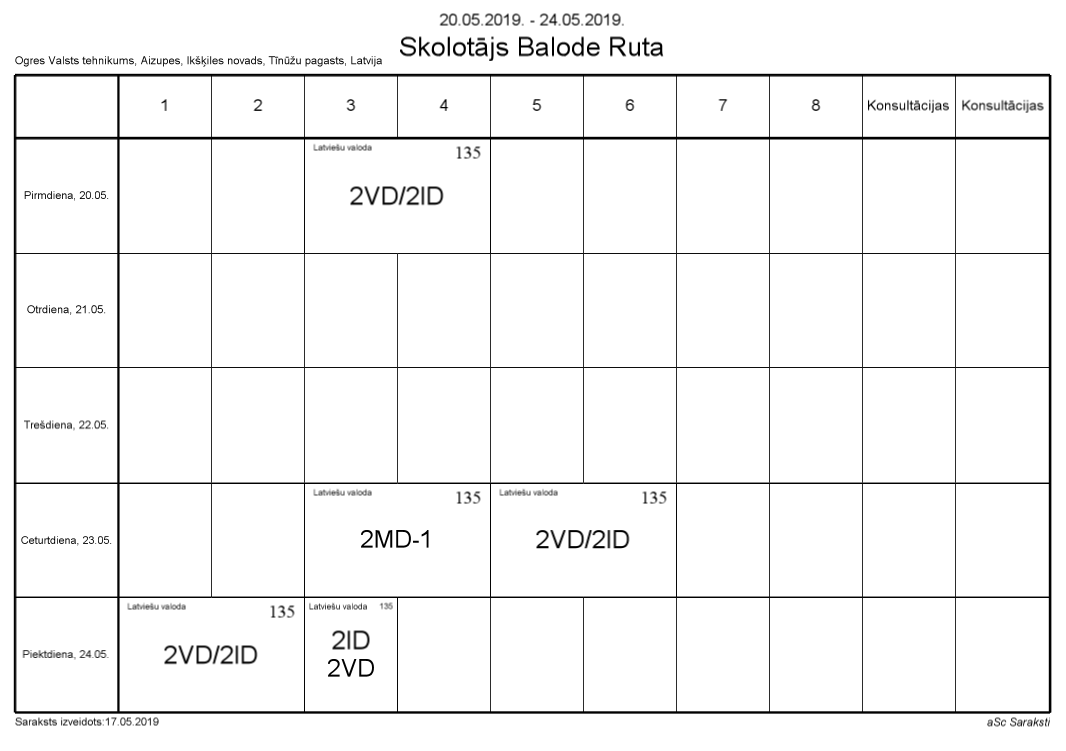 20.05.2019. - 24.05.2019.
Skolotājs Balode Ruta
Ogres Valsts tehnikums, Aizupes, Ikšķiles novads, Tīnūžu pagasts, Latvija
1 2 3 4 5 6 7 8 Konsultācijas Konsultācijas
Pirmdiena, 20.05.
Latviešu valoda 135
2VD/2ID
Otrdiena, 21.05.
Trešdiena, 22.05.
Ceturtdiena, 23.05.
Latviešu valoda 135
2MD-1
Latviešu valoda 135
2VD/2ID
Piektdiena, 24.05.
Latviešu valoda 135
2VD/2ID
Latviešu valoda 135
2ID
2VD
Saraksts izveidots:17.05.2019
aSc Saraksti